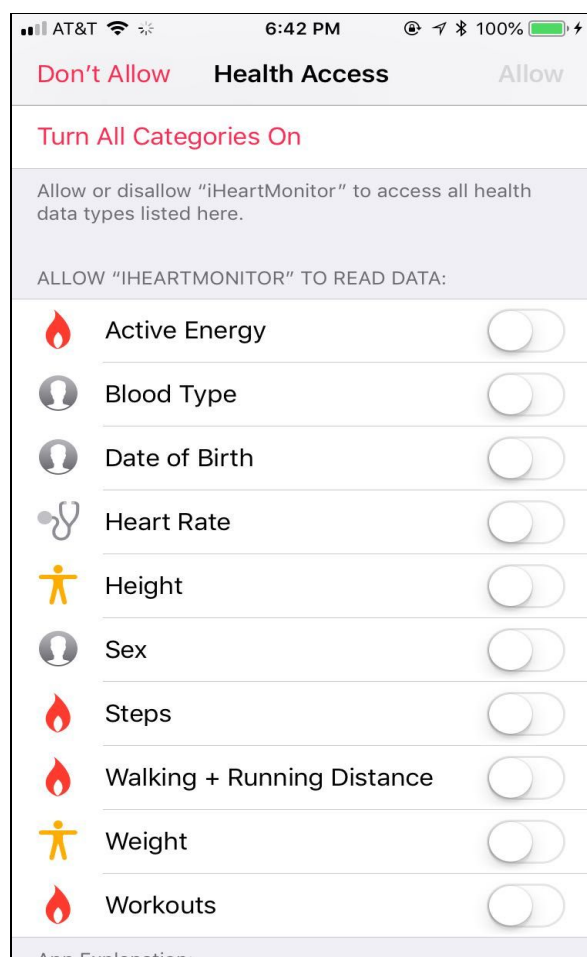 AT&T 6:42 PM 100%
Don't Allow Health Access Allow
Turn All Categories On
Allow or disallow “iHeartMonitor” to access all health
data types listed here.
ALLOW “IHEARTMONITOR” TO READ DATA:
Active Energy
Blood Type
Date of Birth
Heart Rate
Height
Sex
Steps
Walking + Running Distance
Weight
Workouts
App Explanation: